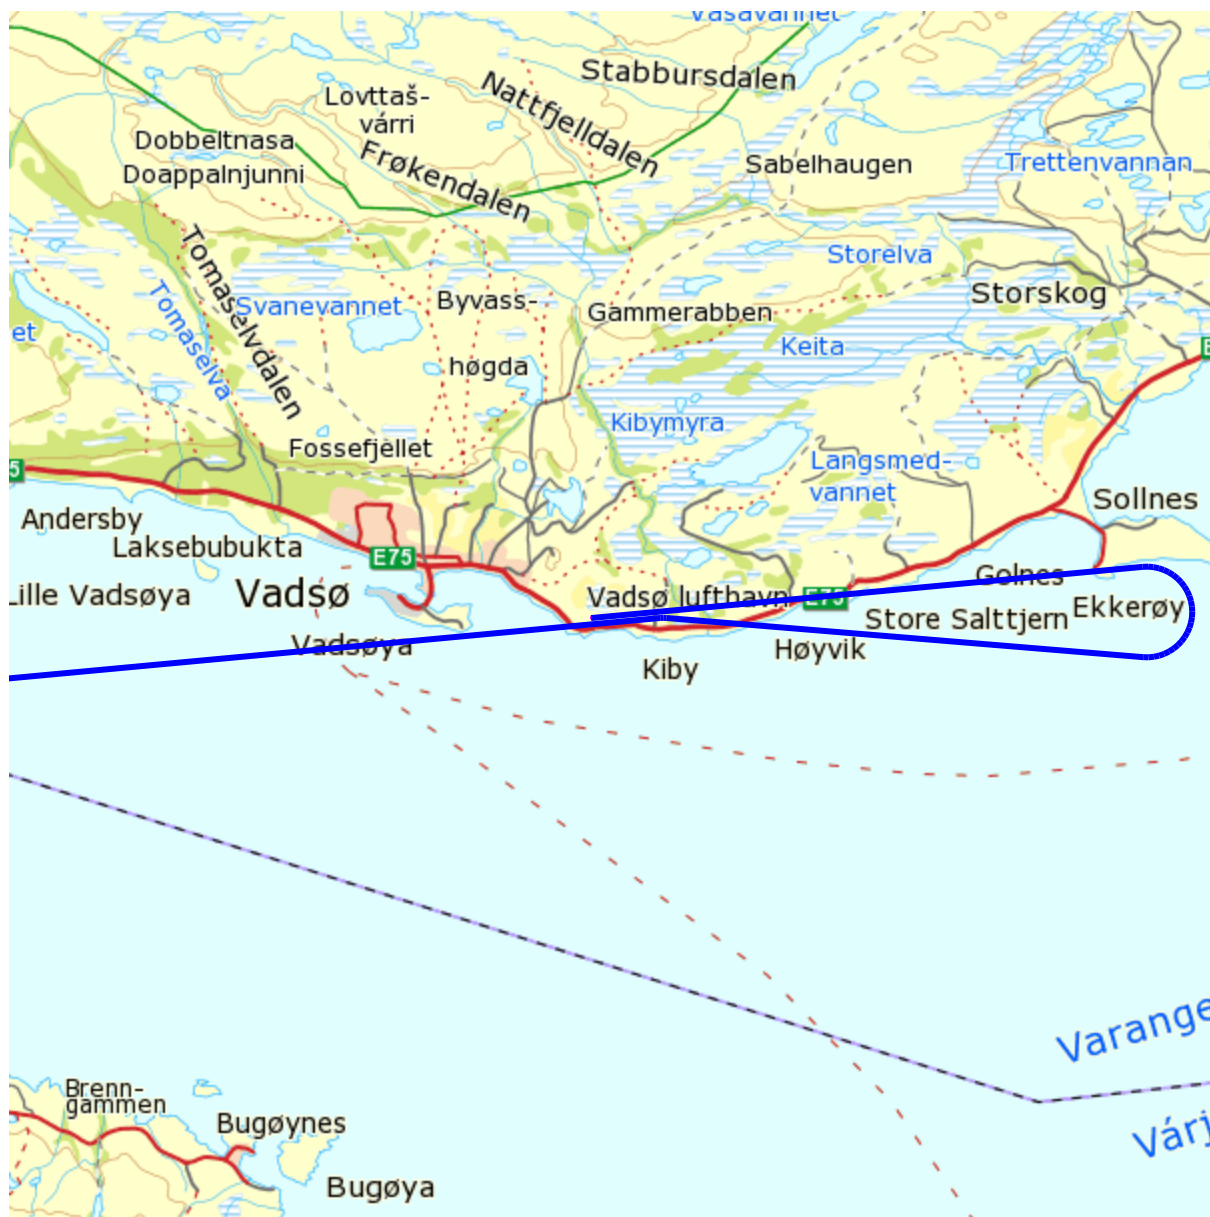 Vasavannet
Stabbursdalen
Nattfjelldalen
Lovttaš-
várri
Dobbeltnasa
Doappalnjunni
Frøkendalen
Sabelhaugen
Trettenvannan
Storelva
Tomaselvdalen
Tomaselva
Svanevannet
Byvass-
høgda
Gammerabben
Storskog
et
Keita
E
Kibymyra
Fossefjellet
Langsmed-
vannet
5
Andersby
Sollnes
Laksebubukta
E75
Golnes
Lille Vadsøya
Vadsø
Vadsø lufthavn
E75
Store Salttjern
Ekkerøy
Vadsøya
Høyvik
Kiby
Varange
Brenn-
gammen
Bugøynes
Várj
Bugøya